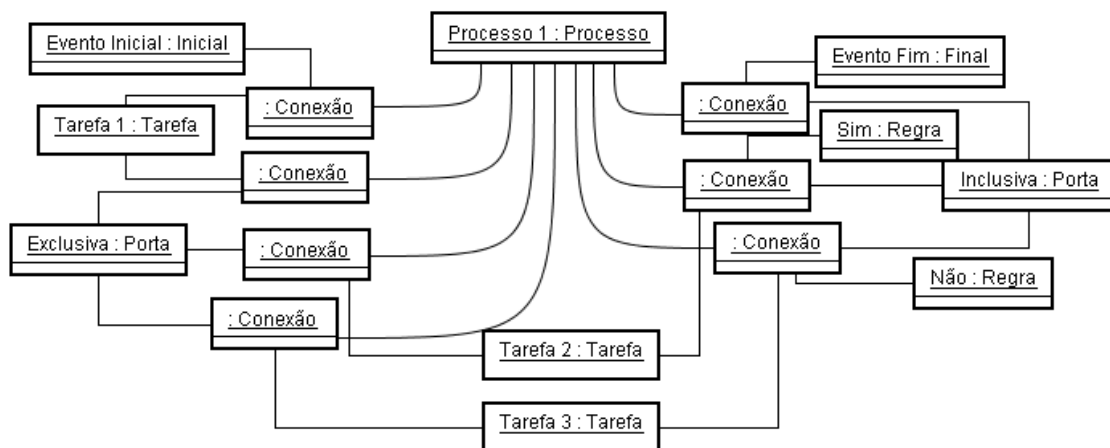 Processo 1 : Processo
Evento Inicial : Inicial
Evento Fim : Final
: Conexão
: Conexão
Tarefa 1 : Tarefa
Sim : Regra
: Conexão
: Conexão
Inclusiva : Porta
Exclusiva : Porta
: Conexão
: Conexão
Não : Regra
: Conexão
Tarefa 2 : Tarefa
Tarefa 3 : Tarefa